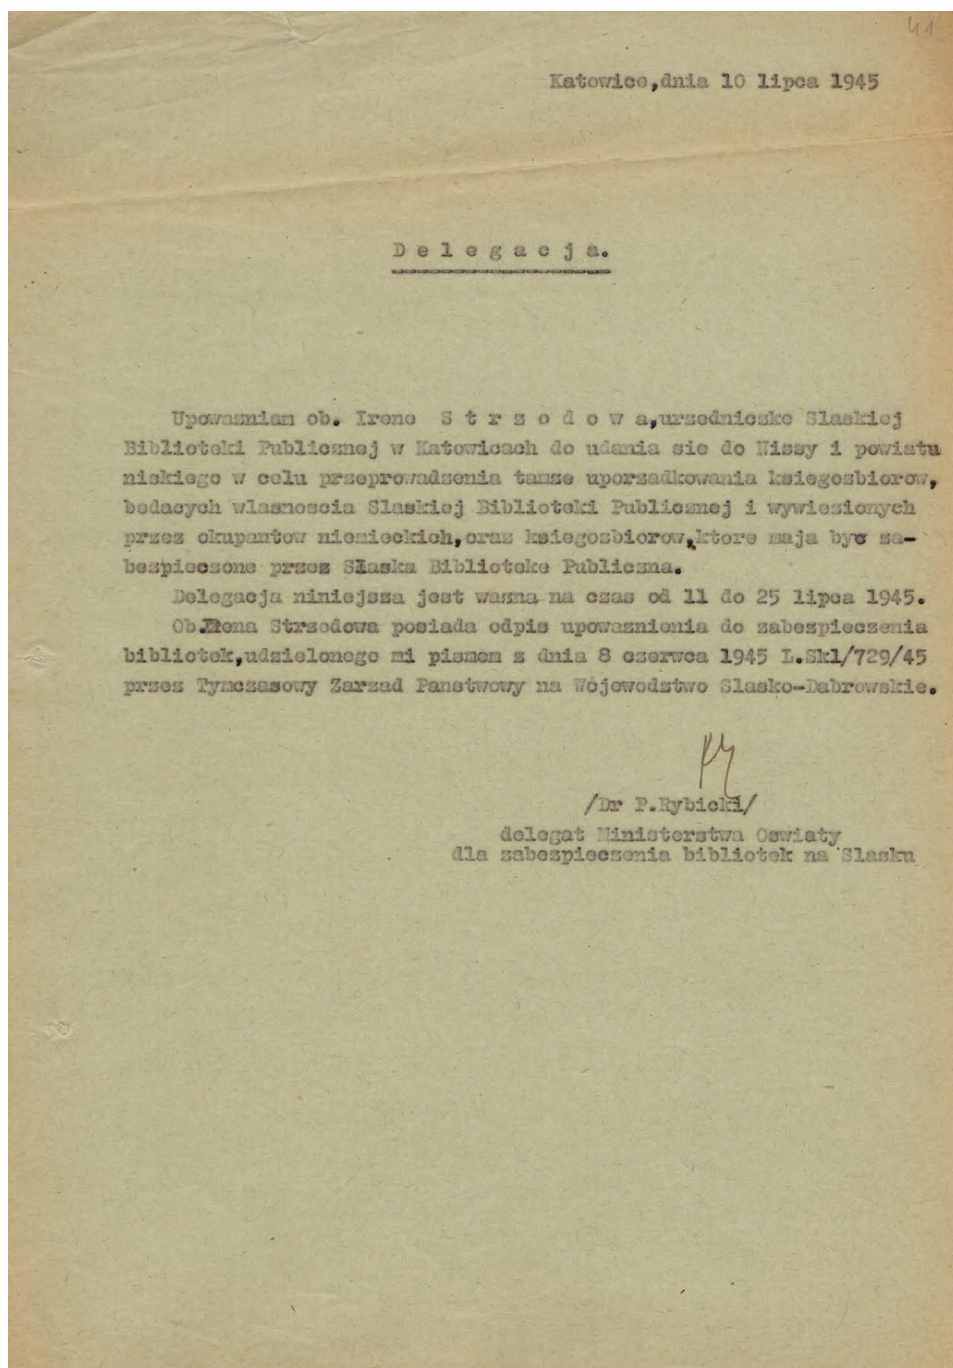 41
Katowice,dnia 10 lipca 1945
D e l e g a c j a.
Upowazniam ob. Irene S t r z o d o w a,urzedniczke Slaskiej
Biblioteki Publicznej w Katowicach do udania sie do Nissy i powiatu
niskiego w celu przeprowadzenia tamze uporzadkowania ksiegozbiorow,
bedacych wlasnoscia Slaskiej Biblioteki Publicznej i wywiezionych
przez okupantow niemieckich,oraz ksiegozbiorow,ktore maja byc za-
bezpieczone przez Slaska Biblioteke Publiczna.
Delegacja niniejsza jest wazna na czas od 11 do 25 lipca 1945.
Ob.Irena Strzodowa posiada odpis upowaznienia do zabezpieczenia
bibliotek,udzielonego mi pismem z dnia 8 czerwca 1945 L.Skl/729/45
przez Tymczasowy Zarzad Panstwowy na Wojewodztwo Slasko-Dabrowskie.
/Dr P.Rybicki/
delegat Ministerstwa Oswiaty
dla zabezpieczenia bibliotek na Slasku